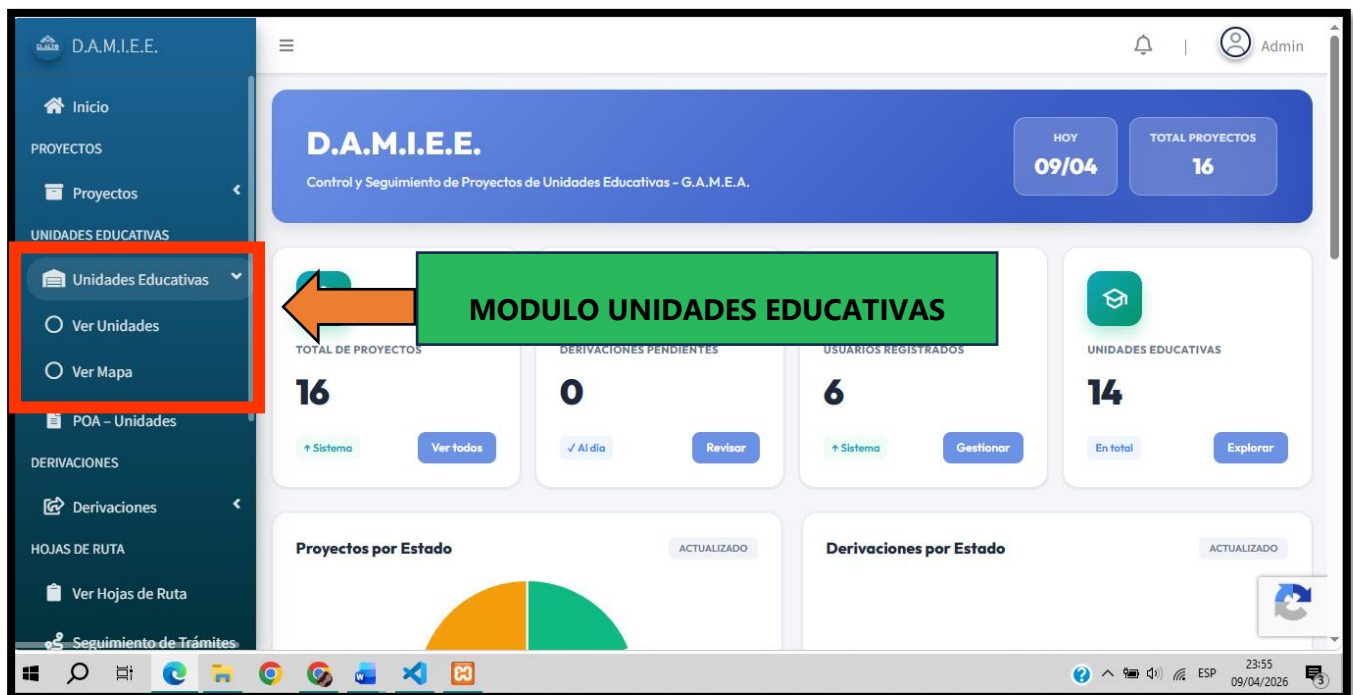 D.A.M.I.E.E.
Admin
Inicio
PROYECTOS
Proyectos
UNIDADES EDUCATIVAS
Unidades Educativas
Ver Unidades
Ver Mapa
POA – Unidades
DERIVACIONES
Derivaciones
HOJAS DE RUTA
Ver Hojas de Ruta
Seguimiento de Trámites
D.A.M.I.E.E.
Control y Seguimiento de Proyectos de Unidades Educativas - G.A.M.E.A.
HOY
09/04
TOTAL PROYECTOS
16
MODULO UNIDADES EDUCATIVAS
TOTAL DE PROYECTOS
16
↑ Sistema
Ver todos
DERIVACIONES PENDIENTES
0
✓ Al día
Revisar
USUARIOS REGISTRADOS
6
↑ Sistema
Gestionar
UNIDADES EDUCATIVAS
14
En total
Explorar
Proyectos por Estado
ACTUALIZADO
Derivaciones por Estado
ACTUALIZADO
ESP
23:55
09/04/2026
3